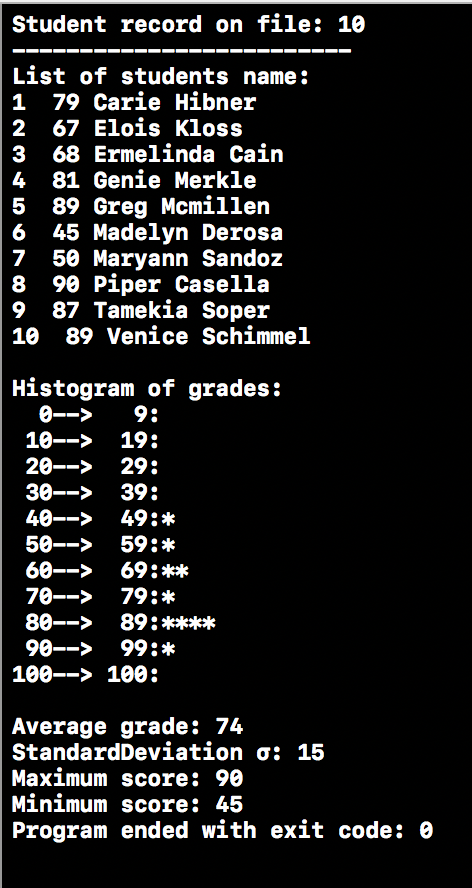 Student record on file: 10
---------------------------
List of students name:
1  79 Carie Hibner
2  67 Elois Kloss
3  68 Ermelinda Cain
4  81 Genie Merkle
5  89 Greg Mcmillen
6  45 Madelyn Derosa
7  50 Maryann Sandoz
8  90 Piper Casella
9  87 Tamekia Soper
10  89 Venice Schimmel

Histogram of grades:
  0-->   9:
 10-->  19:
 20-->  29:
 30-->  39:
 40-->  49:*
 50-->  59:*
 60-->  69:**
 70-->  79:*
 80-->  89:****
 90-->  99:*
100--> 100:

Average grade: 74
StandardDeviation σ: 15
Maximum score: 90
Minimum score: 45
Program ended with exit code: 0